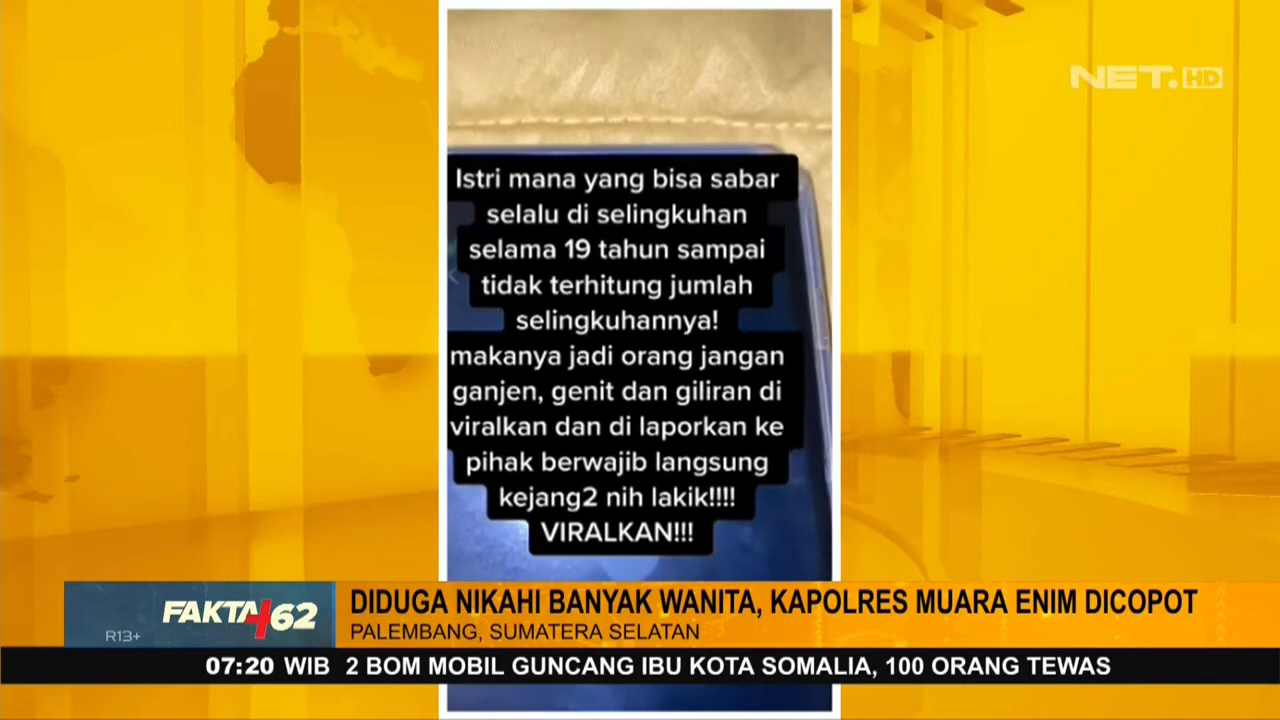 NET. HD
Istri mana yang bisa sabar
selalu di selingkuhan
selama 19 tahun sampai
tidak terhitung jumlah
selingkuhannya!
makanya jadi orang jangan
ganjen, genit dan giliran di
viralkan dan di laporkan ke
pihak berwajib langsung
kejang2 nih lakik!!!!
VIRALKAN!!!
FAKTA +62
R13+
DIDUGA NIKAHI BANYAK WANITA, KAPOLRES MUARA ENIM DICOPOT
PALEMBANG, SUMATERA SELATAN
07:20 WIB 2 BOM MOBIL GUNCANG IBU KOTA SOMALIA, 100 ORANG TEWAS